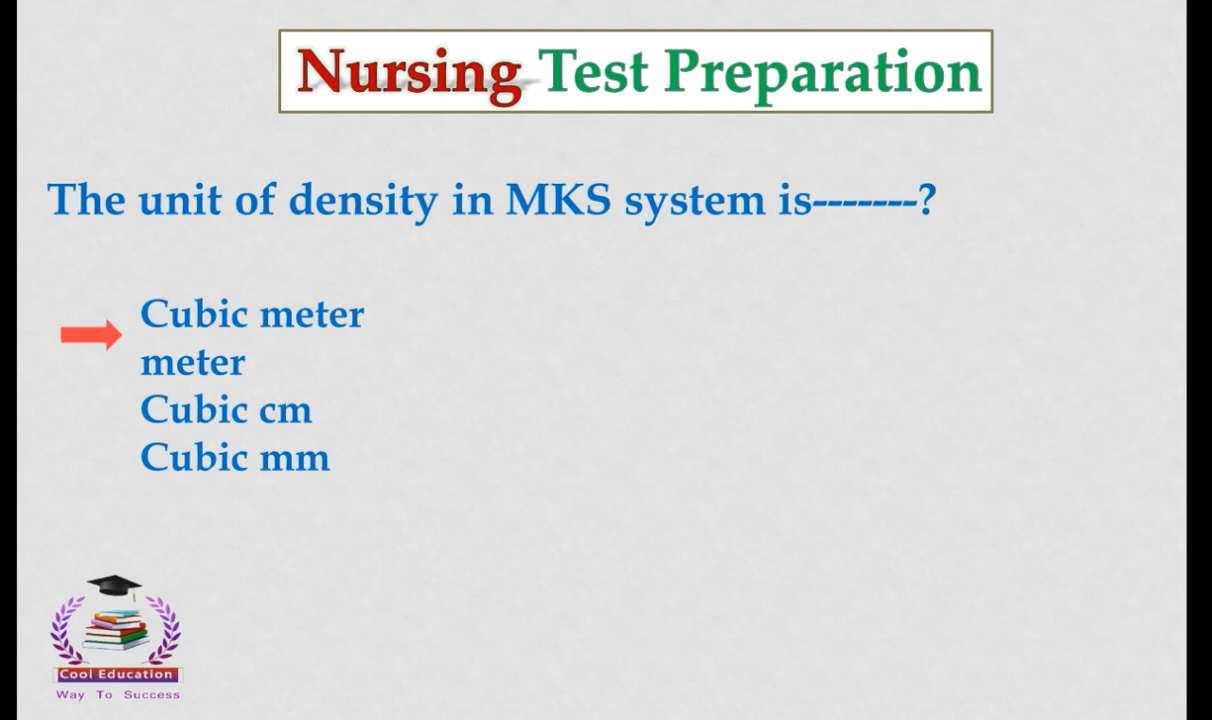 Nursing Test Preparation
The unit of density in MKS system is-------?
Cubic meter
meter
Cubic cm
Cubic mm
Cool Education
Way To Success